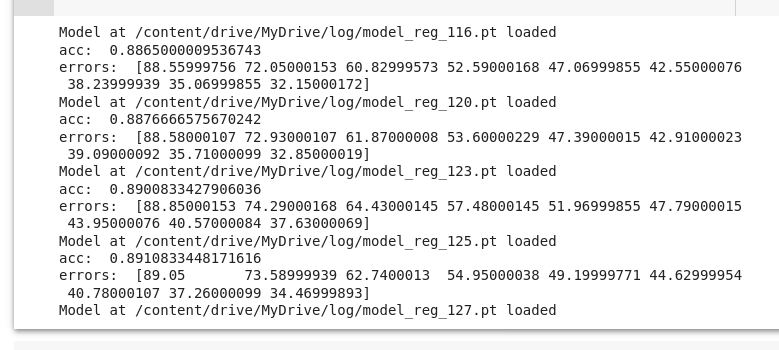 Model at /content/drive/MyDrive/log/model_reg_116.pt loaded
acc:  0.8865000009536743
errors:  [88.55999756 72.05000153 60.82999573 52.59000168 47.06999855 42.55000076
 38.23999939 35.06999855 32.15000172]
Model at /content/drive/MyDrive/log/model_reg_120.pt loaded
acc:  0.8876666575670242
errors:  [88.58000107 72.93000107 61.87000008 53.60000229 47.39000015 42.91000023
 39.09000092 35.71000099 32.85000019]
Model at /content/drive/MyDrive/log/model_reg_123.pt loaded
acc:  0.8900833427906036
errors:  [88.85000153 74.29000168 64.43000145 57.48000145 51.96999855 47.79000015
 43.95000076 40.57000084 37.63000069]
Model at /content/drive/MyDrive/log/model_reg_125.pt loaded
acc:  0.8910833448171616
errors:  [89.05       73.58999939 62.7400013  54.95000038 49.19999771 44.62999954
 40.78000107 37.26000099 34.46999893]
Model at /content/drive/MyDrive/log/model_reg_127.pt loaded